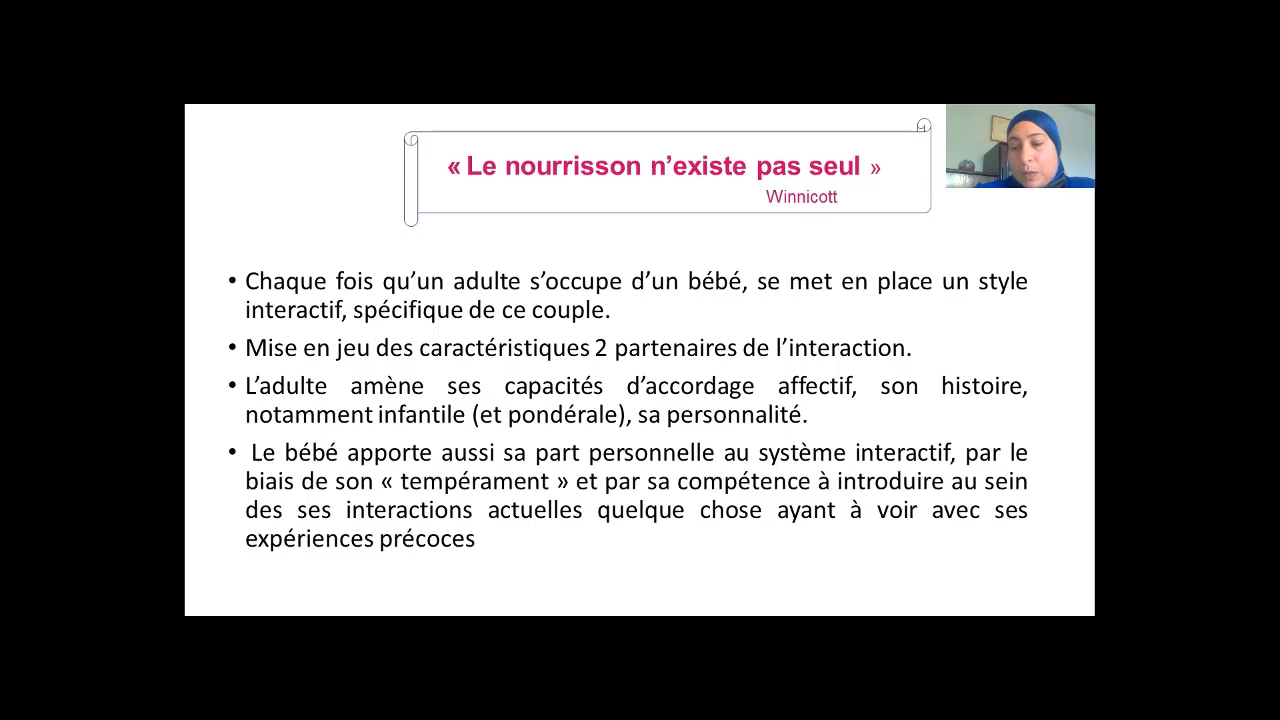 « Le nourrisson n’existe pas seul »
Winnicott
• Chaque fois qu’un adulte s’occupe d’un bébé, se met en place un style
interactif, spécifique de ce couple.
• Mise en jeu des caractéristiques 2 partenaires de l’interaction.
• L’adulte amène ses capacités d’accordage affectif, son histoire,
notamment infantile (et pondérale), sa personnalité.
• Le bébé apporte aussi sa part personnelle au système interactif, par le
biais de son « tempérament » et par sa compétence à introduire au sein
des ses interactions actuelles quelque chose ayant à voir avec ses
expériences précoces